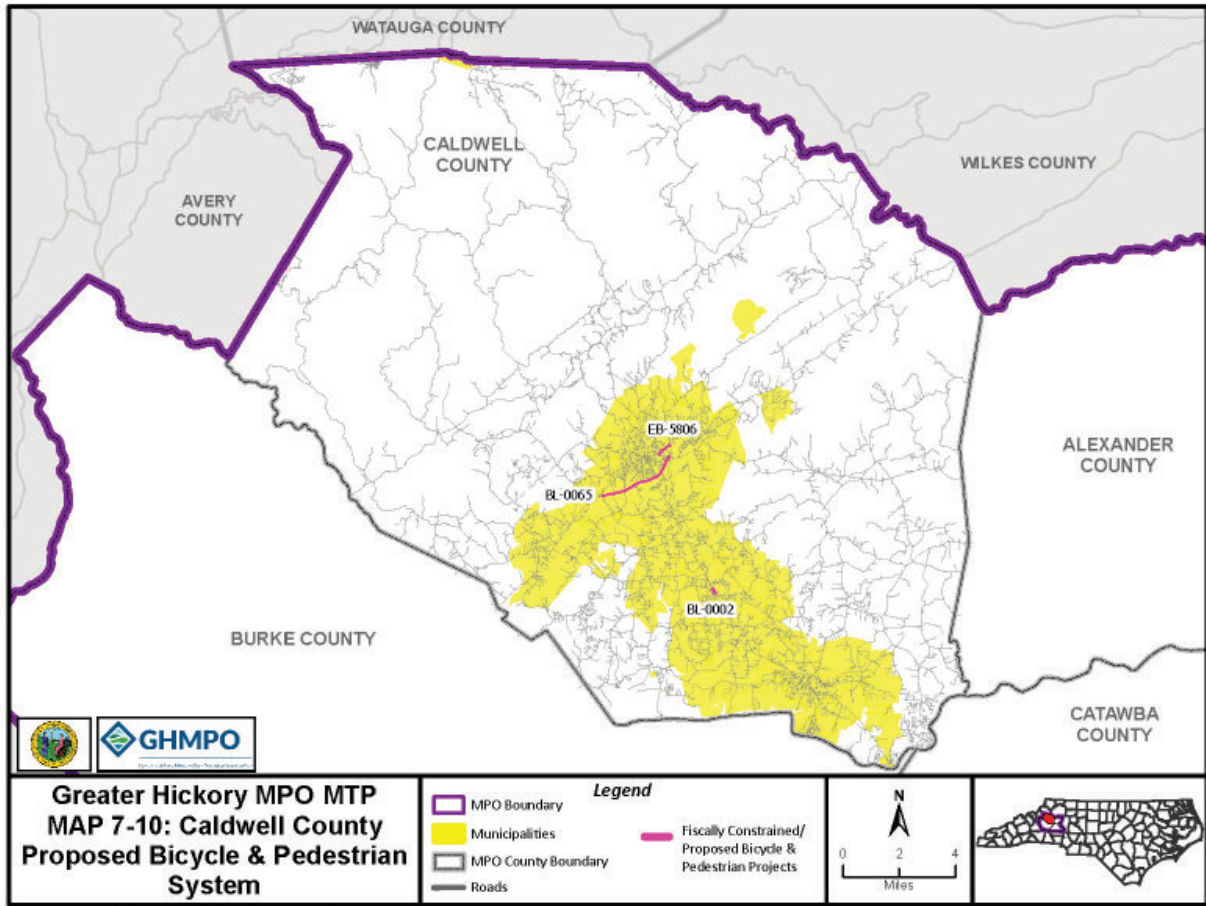 WATAUGA COUNTY
CALDWELL
COUNTY
WILKES COUNTY
AVERY
COUNTY
EB-5806
ALEXANDER
COUNTY
BL-0065
BL-0002
BURKE COUNTY
CATAWBA
COUNTY
GHMPO
Greater Hickory MPO MTP
MAP 7-10: Caldwell County
Proposed Bicycle & Pedestrian
System
Legend
MPO Boundary
Municipalities
MPO County Boundary
Roads
Fiscally Constrained/
Proposed Bicycle &
Pedestrian Projects
N
0 2 4
Miles